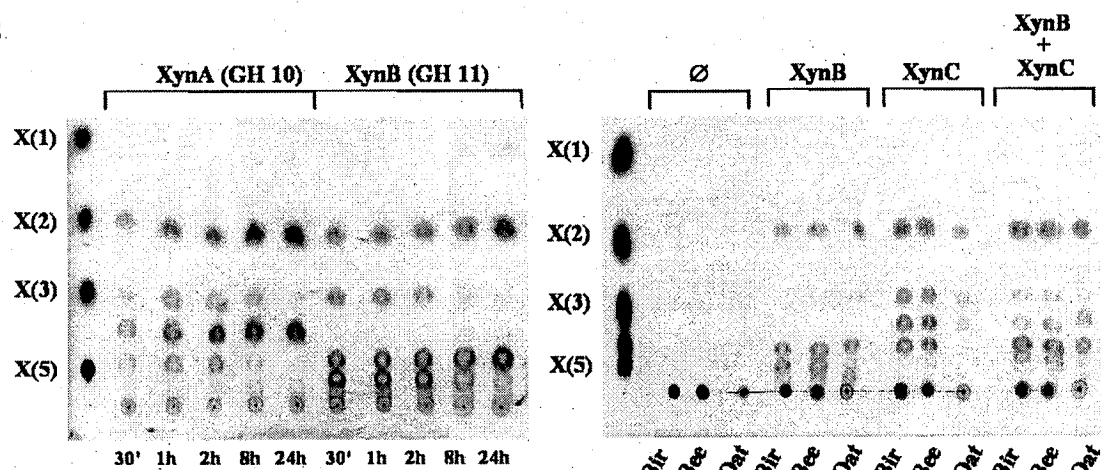 XynA (GH 10) XynB (GH 11)
X(1)
X(2)
X(3)
X(5)
30' 1h 2h 8h 24h 30' 1h 2h 8h 24h
XynB
+
Ø XynB XynC XynC
X(1)
X(2)
X(3)
X(5)
Bir Bee Oat Bir Bee Oat Bir Bee Oat Bir Bee Oat